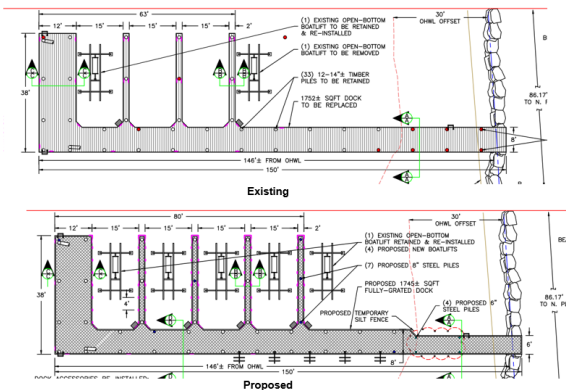 63'
12'
15'
15'
15'
2'
(1) EXISTING OPEN-BOTTOM
BOATLIFT TO BE RETAINED
& RE-INSTALLED
(1) EXISTING OPEN-BOTTOM
BOATLIFT TO BE REMOVED
(33) 12-14"± TIMBER
PILES TO BE RETAINED
1752± SQFT DOCK
TO BE REPLACED
30'
OHWL OFFSET
86.17'
38'
8'
146'± FROM OHWL
150'
Existing
80'
12'
15'
15'
15'
15'
2'
(1) EXISTING OPEN-BOTTOM
BOATLIFT RETAINED & RE-INSTALLED
(4) PROPOSED NEW BOATLIFTS
(7) PROPOSED 8" STEEL PILES
PROPOSED 1745± SQFT
FULLY-GRATED DOCK
PROPOSED TEMPORARY
SILT FENCE
(4) PROPOSED 6"
STEEL PILES
30'
OHWL OFFSET
86.17'
38'
4'
6'
8'
146'± FROM OHWL
150'
Proposed